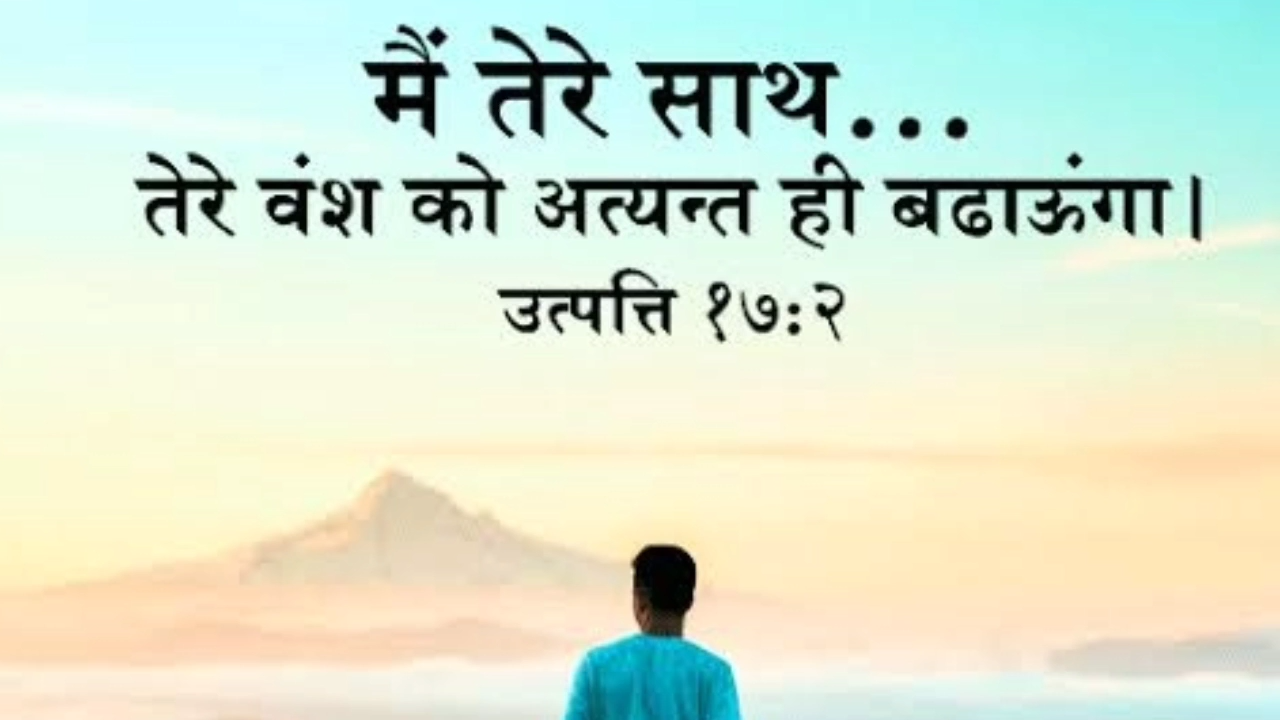 मैं तेरे साथ...
तेरे वंश को अत्यन्त ही बढाऊंगा।
उत्पत्ति १७:२